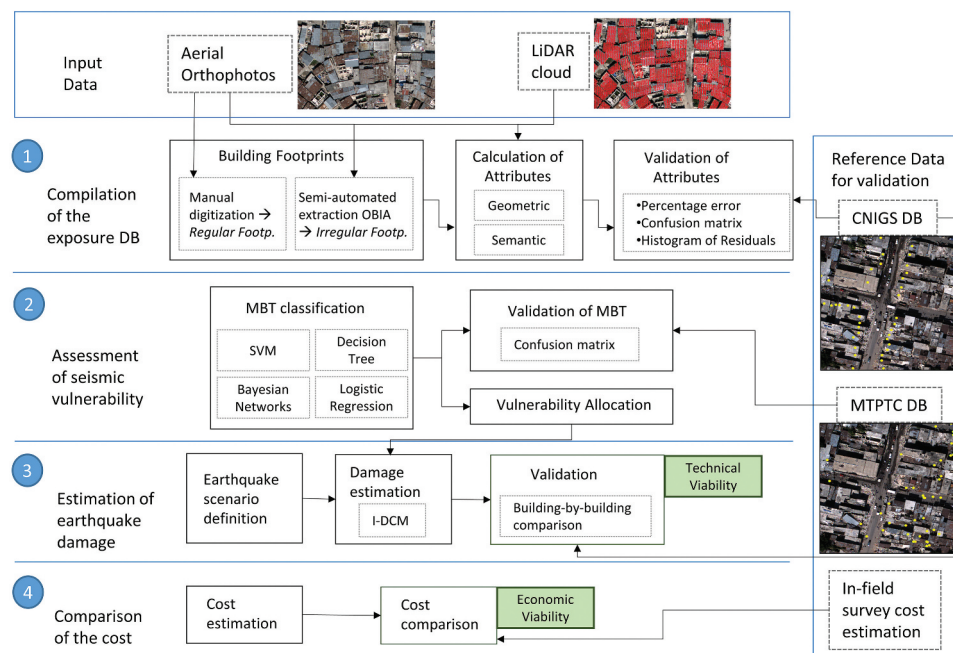 Input
Data
Aerial
Orthophotos
LiDAR
cloud
1
Compilation
of the
exposure DB
Building Footprints
Manual
digitization →
Regular Footp.
Semi-automated
extraction OBIA
→ Irregular Footp.
Calculation of
Attributes
Geometric
Semantic
Validation of
Attributes
•Percentage error
•Confusion matrix
•Histogram of Residuals
Reference Data
for validation
CNIGS DB
2
Assessment
of seismic
vulnerability
MBT classification
SVM
Decision
Tree
Bayesian
Networks
Logistic
Regression
Validation of MBT
Confusion matrix
Vulnerability Allocation
MTPTC DB
3
Estimation of
earthquake
damage
Earthquake
scenario
definition
Damage
estimation
I-DCM
Validation
Building-by-building
comparison
Technical
Viability
4
Comparison
of the cost
Cost
estimation
Cost
comparison
Economic
Viability
In-field
survey cost
estimation